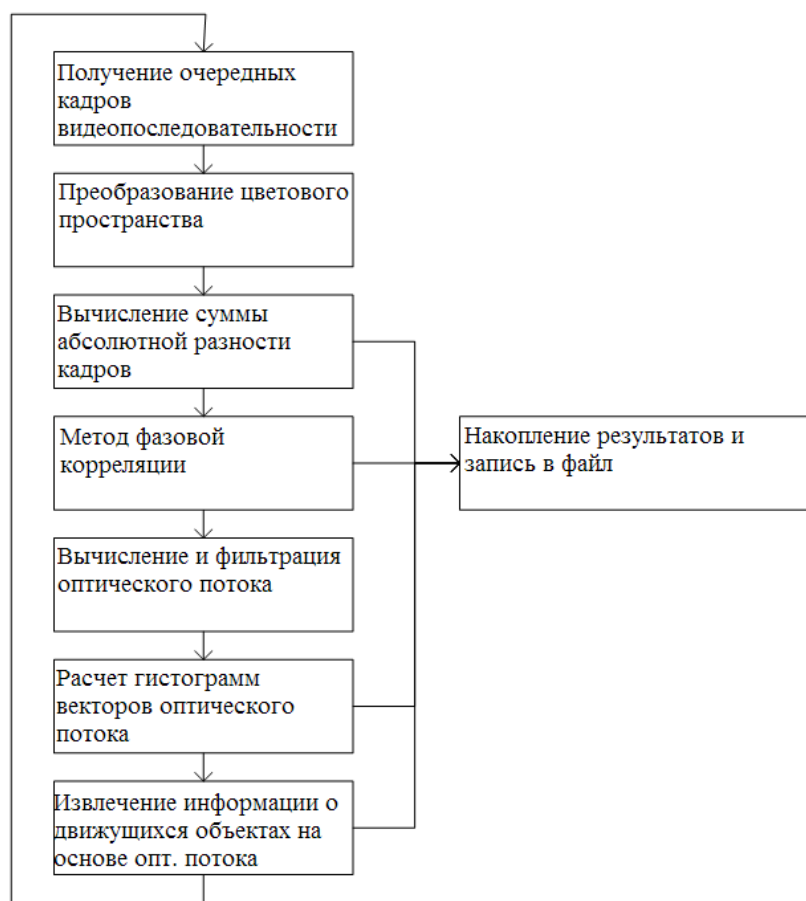 Получение очередных
кадров
видеопоследовательности
Преобразование цветового
пространства
Вычисление суммы
абсолютной разности
кадров
Метод фазовой
корреляции
Накопление результатов и
запись в файл
Вычисление и фильтрация
оптического потока
Расчет гистограмм
векторов оптического
потока
Извлечение информации о
движущихся объектах на
основе опт. потока